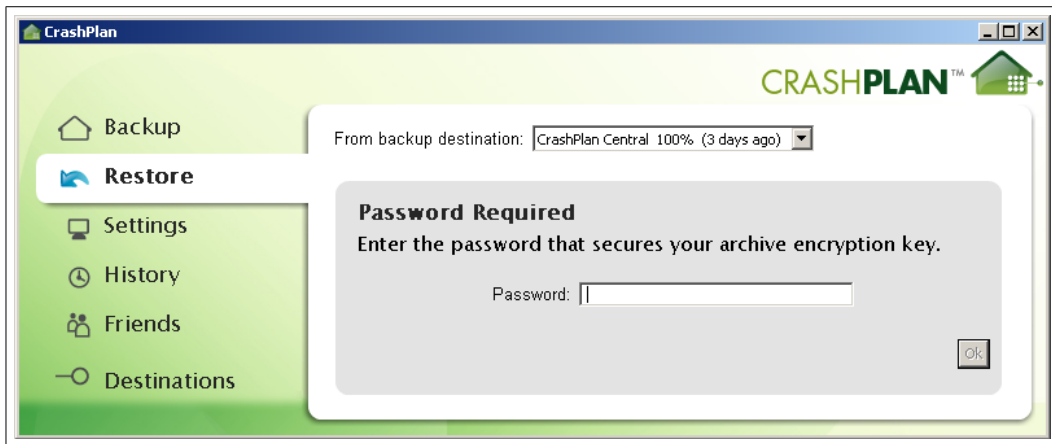 CrashPlan
CRASHPLAN™
Backup
Restore
Settings
History
Friends
Destinations
From backup destination: CrashPlan Central 100% (3 days ago)
Password Required
Enter the password that secures your archive encryption key.
Password:
Ok